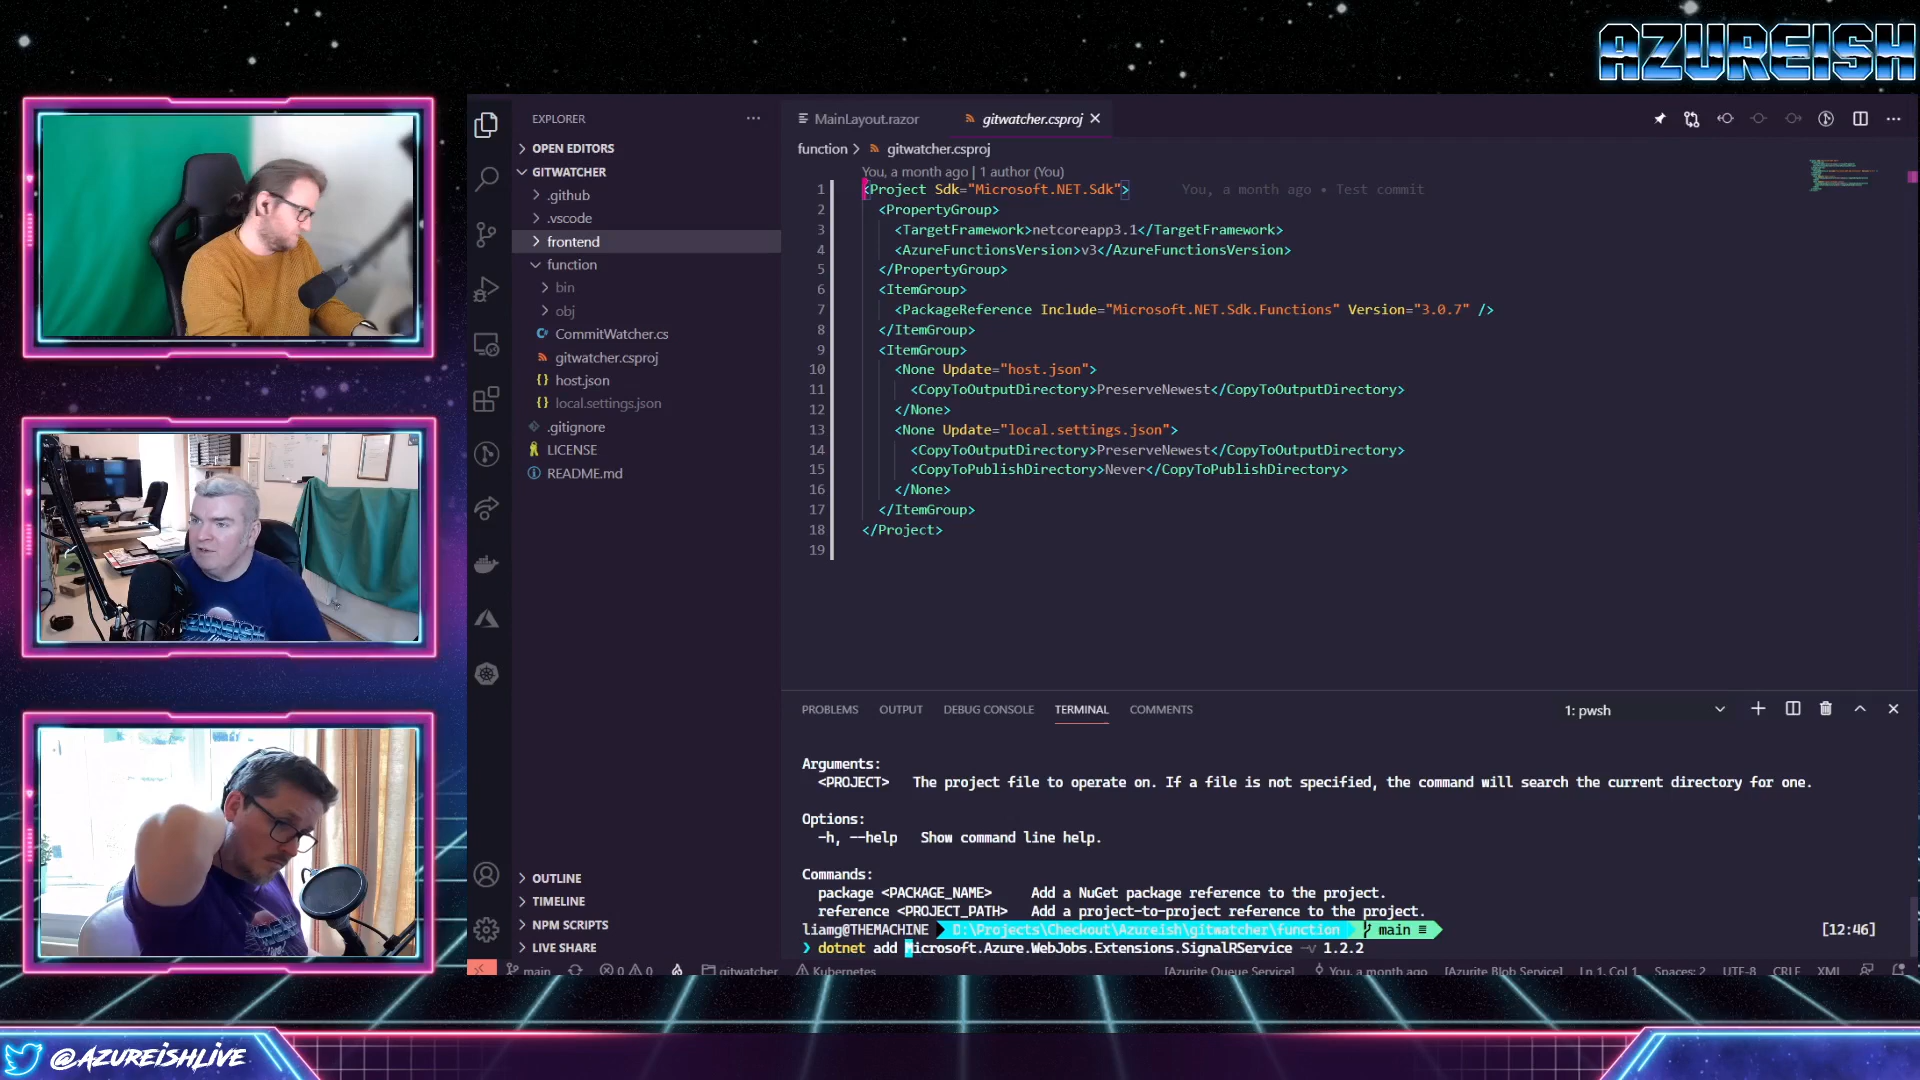 AZUREISH
EXPLORER
OPEN EDITORS
GITWATCHER
.github
.vscode
frontend
function
bin
obj
CommitWatcher.cs
gitwatcher.csproj
host.json
local.settings.json
.gitignore
LICENSE
README.md
OUTLINE
TIMELINE
NPM SCRIPTS
LIVE SHARE
MainLayout.razor gitwatcher.csproj
function > gitwatcher.csproj
You, a month ago | 1 author (You)
1 <Project Sdk="Microsoft.NET.Sdk"> You, a month ago • Test commit
2 <PropertyGroup>
3 <TargetFramework>netcoreapp3.1</TargetFramework>
4 <AzureFunctionsVersion>v3</AzureFunctionsVersion>
5 </PropertyGroup>
6 <ItemGroup>
7 <PackageReference Include="Microsoft.NET.Sdk.Functions" Version="3.0.7" />
8 </ItemGroup>
9 <ItemGroup>
10 <None Update="host.json">
11 <CopyToOutputDirectory>PreserveNewest</CopyToOutputDirectory>
12 </None>
13 <None Update="local.settings.json">
14 <CopyToOutputDirectory>PreserveNewest</CopyToOutputDirectory>
15 <CopyToPublishDirectory>Never</CopyToPublishDirectory>
16 </None>
17 </ItemGroup>
18 </Project>
19
PROBLEMS OUTPUT DEBUG CONSOLE TERMINAL COMMENTS 1: pwsh
Arguments:
<PROJECT> The project file to operate on. If a file is not specified, the command will search the current directory for one.
Options:
-h, --help Show command line help.
Commands:
package <PACKAGE_NAME> Add a NuGet package reference to the project.
reference <PROJECT_PATH> Add a project-to-project reference to the project.
liamg@THEMACHINE D:\Projects\Checkout\Azureish\gitwatcher\function main ≡ [12:46]
❯ dotnet add Microsoft.Azure.WebJobs.Extensions.SignalRService -v 1.2.2
main 0 0 gitwatcher Kubernetes [Azurite Queue Service] You, a month ago [Azurite Blob Service] Ln 1, Col 1 Spaces: 2 UTF-8 CRLF XML
AZUREISH
@AZUREISHLIVE